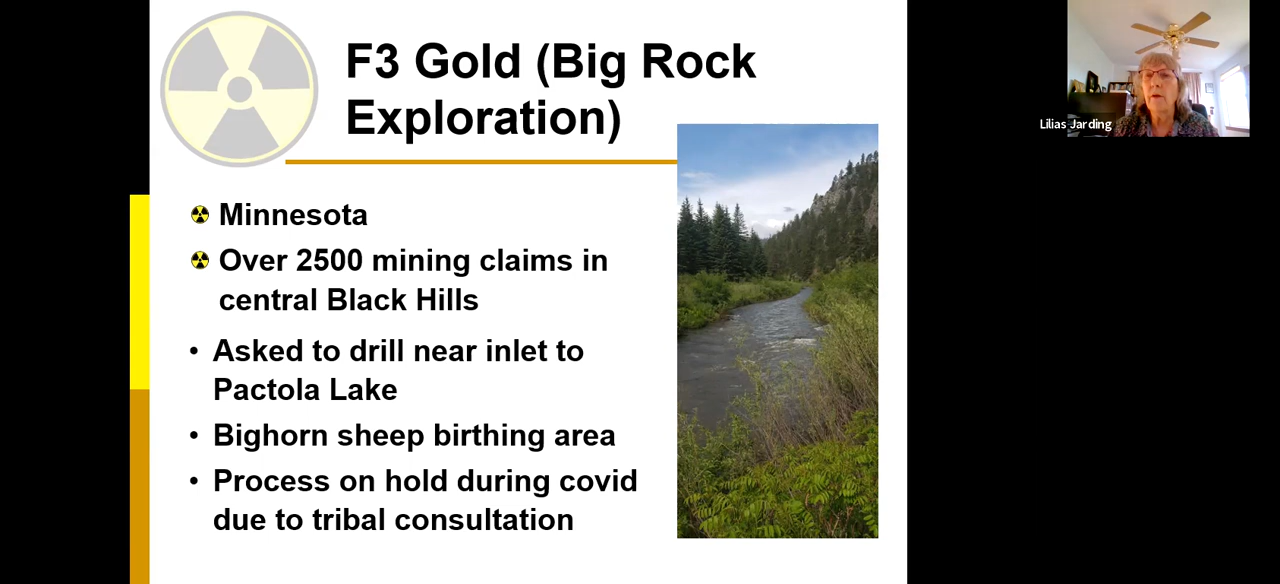 F3 Gold (Big Rock
Exploration)
Lilias Jarding
Minnesota
Over 2500 mining claims in
central Black Hills
• Asked to drill near inlet to
Pactola Lake
• Bighorn sheep birthing area
• Process on hold during covid
due to tribal consultation